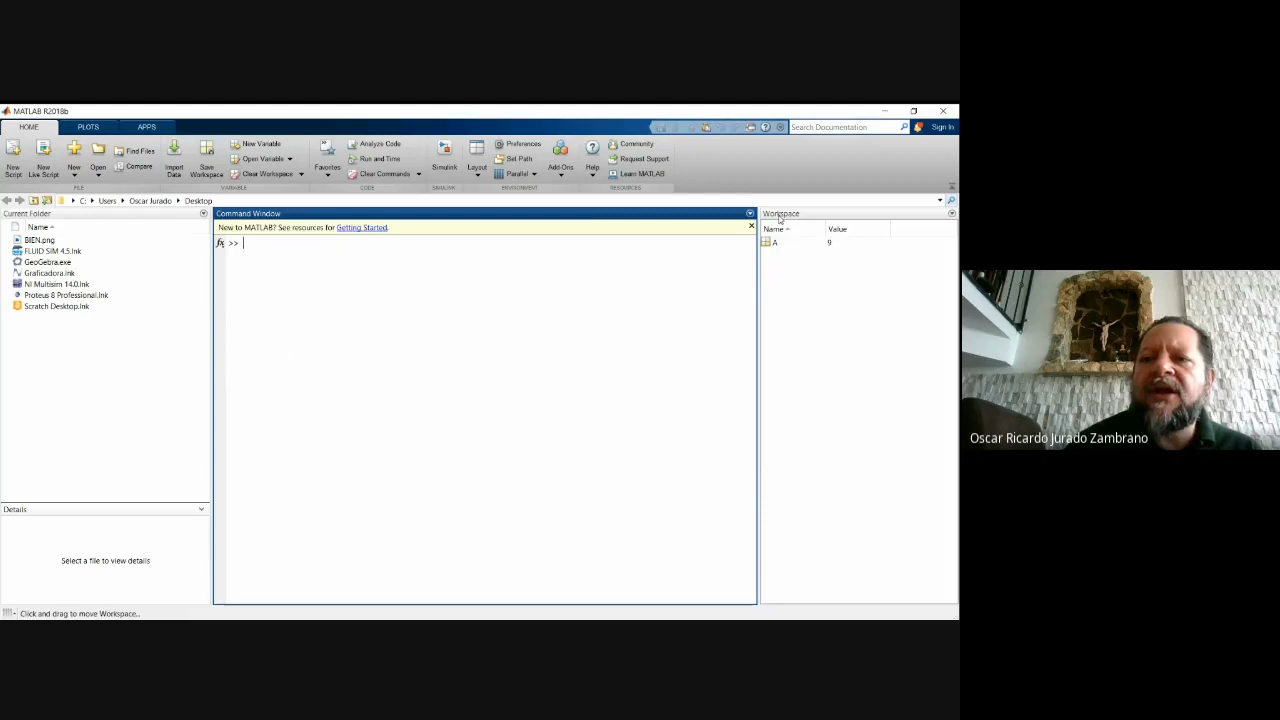 MATLAB R2018b
HOME PLOTS APPS
Search Documentation
Sign In
New Script
New Live Script
New
Open
Find Files
Compare
Import Data
Save Workspace
New Variable
Open Variable
Clear Workspace
Favorites
Analyze Code
Run and Time
Clear Commands
Simulink
Layout
Preferences
Set Path
Parallel
Add-Ons
Help
Community
Request Support
Learn MATLAB
FILE VARIABLE CODE SIMULINK ENVIRONMENT RESOURCES
C: Users Oscar Jurado Desktop
Current Folder
Name
BIEN.png
FLUID SIM 4.5.lnk
GeoGebra.exe
Graficadora.lnk
NI Multisim 14.0.lnk
Proteus 8 Professional.lnk
Scratch Desktop.lnk
Details
Select a file to view details
Command Window
New to MATLAB? See resources for Getting Started.
fx >>
Workspace
Name Value
A 9
Click and drag to move Workspace...
Oscar Ricardo Jurado Zambrano